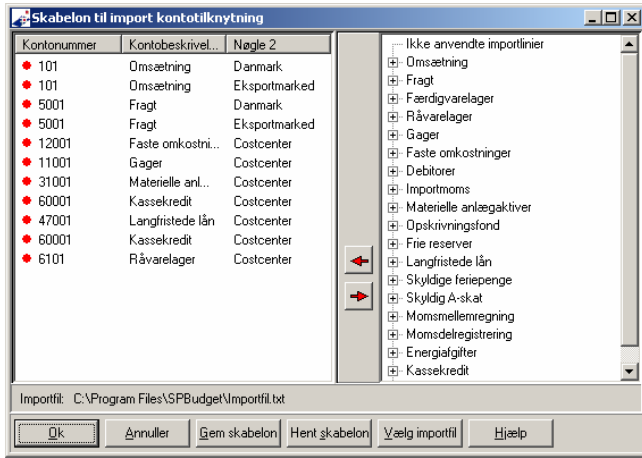 Skabelon til import kontotilknytning
Kontonummer Kontobeskrivel... Nøgle 2
101 Omsætning Danmark
101 Omsætning Eksportmarked
5001 Fragt Danmark
5001 Fragt Eksportmarked
12001 Faste omkostni... Costcenter
11001 Gager Costcenter
31001 Materielle anl... Costcenter
60001 Kassekredit Costcenter
47001 Langfristede lån Costcenter
60001 Kassekredit Costcenter
6101 Råvarelager Costcenter
Ikke anvendte importlinier
Omsætning
Fragt
Færdigvarelager
Råvarelager
Gager
Faste omkostninger
Debitorer
Importmoms
Materielle anlægaktiver
Opskrivningsfond
Frie reserver
Langfristede lån
Skyldige feriepenge
Skyldig A-skat
Momsmellemregning
Momsdelregistrering
Energiafgifter
Kassekredit
Importfil: C:\Program Files\SPBudget\Importfil.txt
Ok Annuller Gem skabelon Hent skabelon Vælg importfil Hjælp